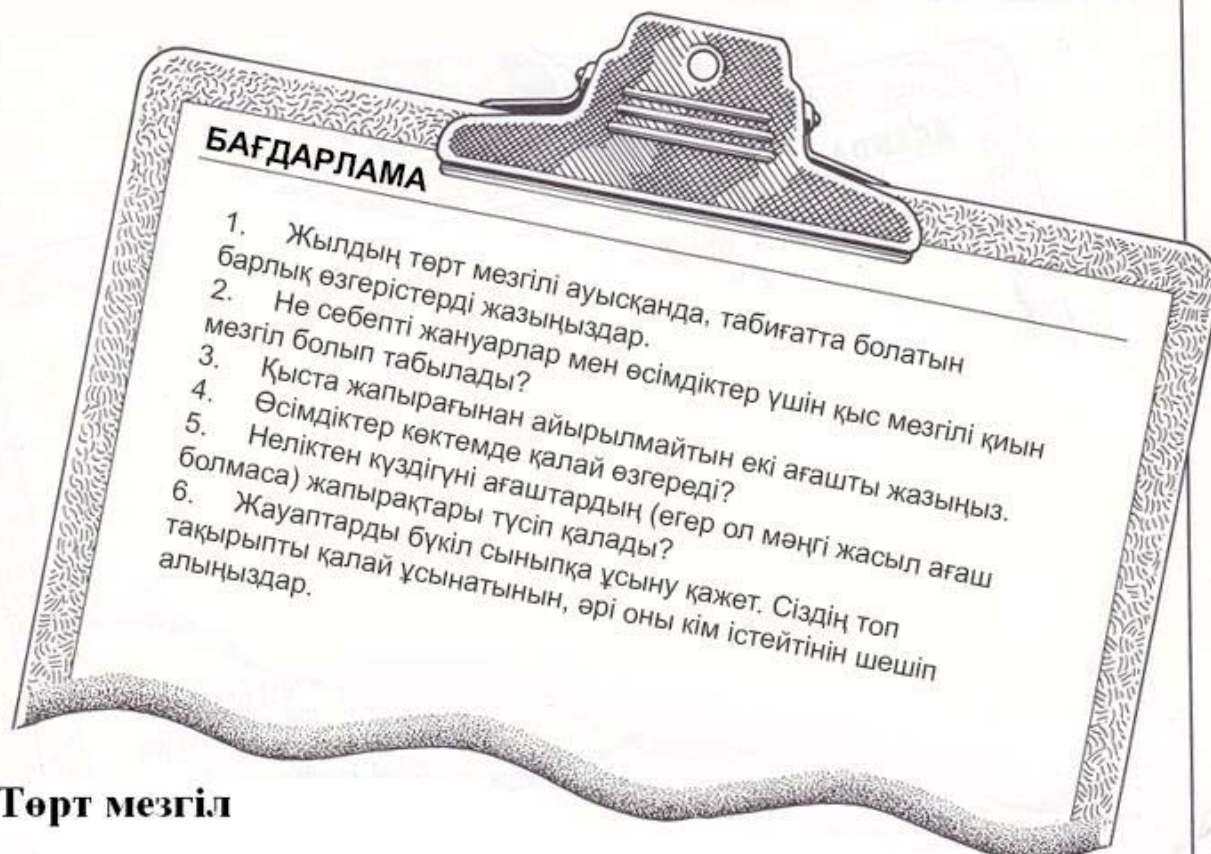 БАҒДАРЛАМА
1. Жылдың төрт мезгілі ауысқанда, табиғатта болатын
барлық өзгерістерді жазыңыздар.
2. Не себепті жануарлар мен өсімдіктер үшін қыс мезгілі қиын
мезгіл болып табылады?
3. Қыста жапырағынан айырылмайтын екі ағашты жазыңыз.
4. Өсімдіктер көктемде қалай өзгереді?
5. Неліктен күздігүні ағаштардың (егер ол мәңгі жасыл ағаш
болмаса) жапырақтары түсіп қалады?
6. Жауаптарды бүкіл сыныпқа ұсыну қажет. Сіздің топ
тақырыпты қалай ұсынатынын, әрі оны кім істейтінін шешіп
алыңыздар.
Төрт мезгіл